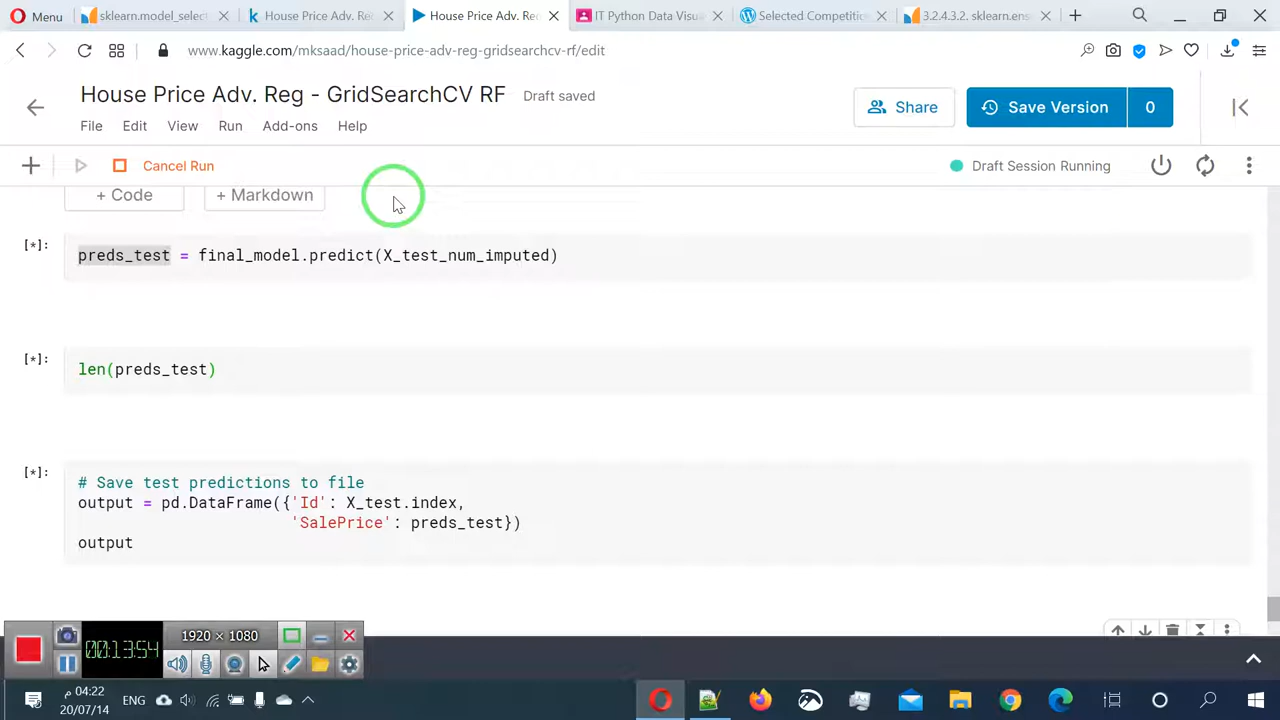 Menu
sklearn.model_select
House Price Adv. Re
House Price Adv. Re
IT Python Data Visua
Selected Competitio
3.2.4.3.2. sklearn.ens
www.kaggle.com/mksaad/house-price-adv-reg-gridsearchcv-rf/edit
House Price Adv. Reg - GridSearchCV RF
Draft saved
Share
Save Version
0
File Edit View Run Add-ons Help
Cancel Run
Draft Session Running
+ Code
+ Markdown
[*]:
preds_test = final_model.predict(X_test_num_imputed)
[*]:
len(preds_test)
[*]:
# Save test predictions to file
output = pd.DataFrame({'Id': X_test.index,
'SalePrice': preds_test})
output
1920 × 1080
00:13:54
04:22 م
20/07/14
ENG